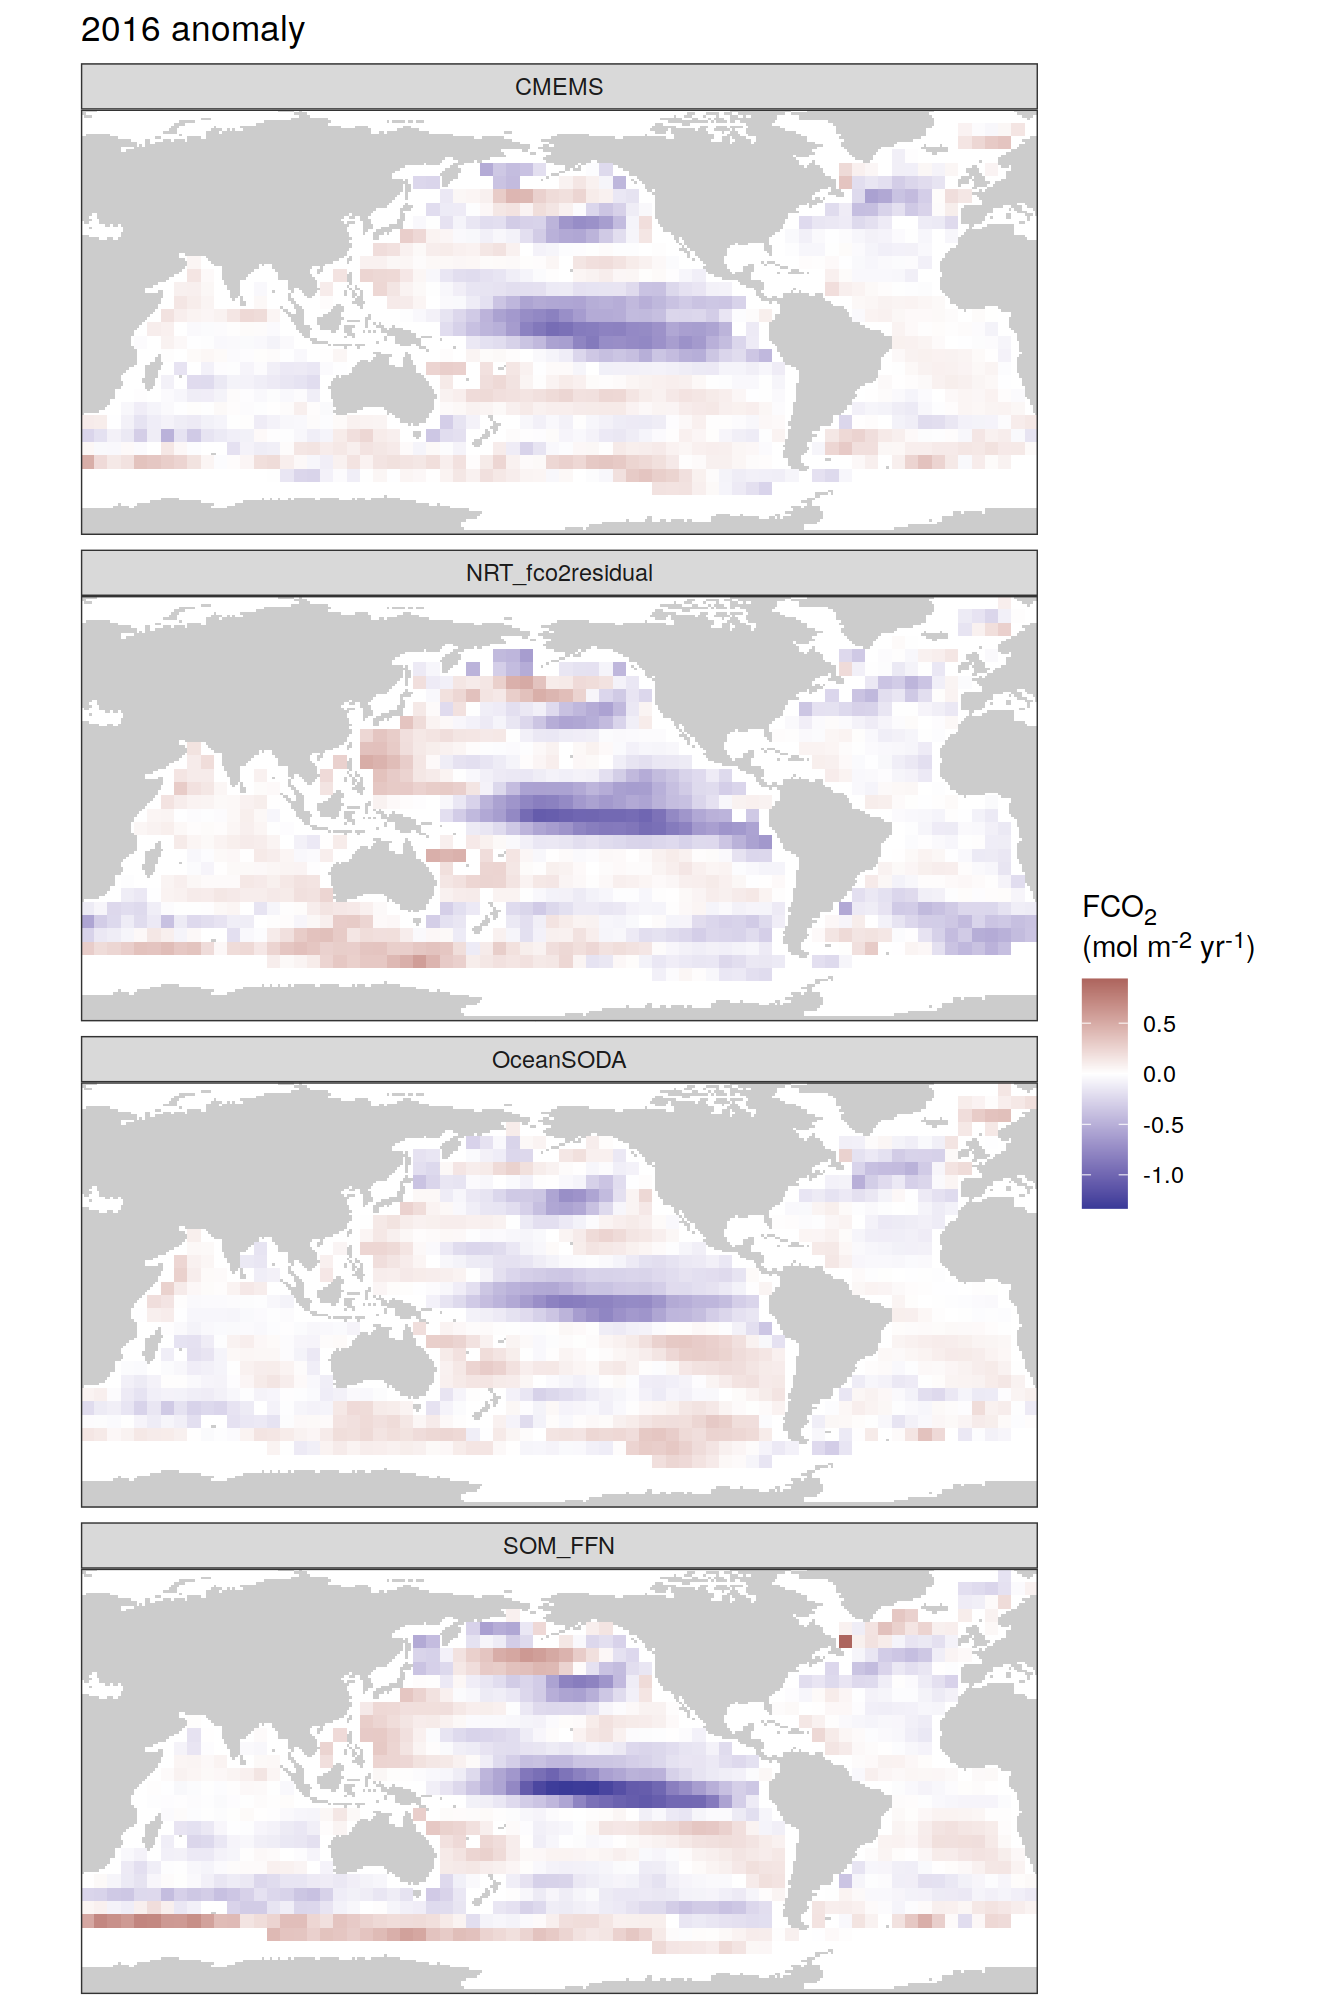 2016 anomaly
CMEMS
NRT_fco2residual
OceanSODA
SOM_FFN
FCO₂
(mol m⁻² yr⁻¹)
0.5
0.0
-0.5
-1.0